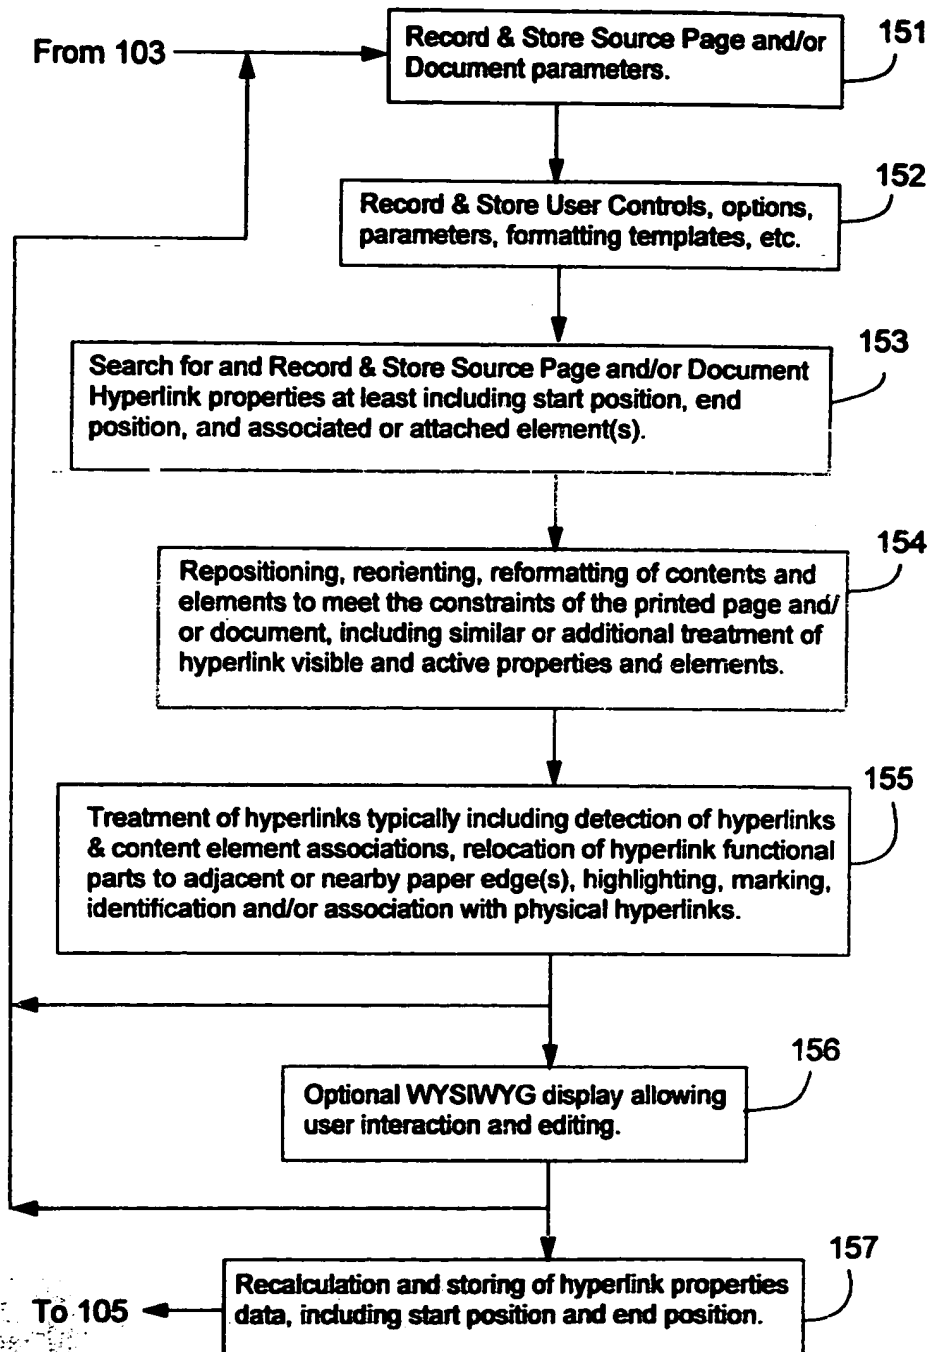 From 103
Record & Store Source Page and/or
Document parameters.
151
Record & Store User Controls, options,
parameters, formatting templates, etc.
152
Search for and Record & Store Source Page and/or Document
Hyperlink properties at least including start position, end
position, and associated or attached element(s).
153
Repositioning, reorienting, reformatting of contents and
elements to meet the constraints of the printed page and/
or document, including similar or additional treatment of
hyperlink visible and active properties and elements.
154
Treatment of hyperlinks typically including detection of hyperlinks
& content element associations, relocation of hyperlink functional
parts to adjacent or nearby paper edge(s), highlighting, marking,
identification and/or association with physical hyperlinks.
155
Optional WYSIWYG display allowing
user interaction and editing.
156
Recalculation and storing of hyperlink properties
data, including start position and end position.
157
To 105